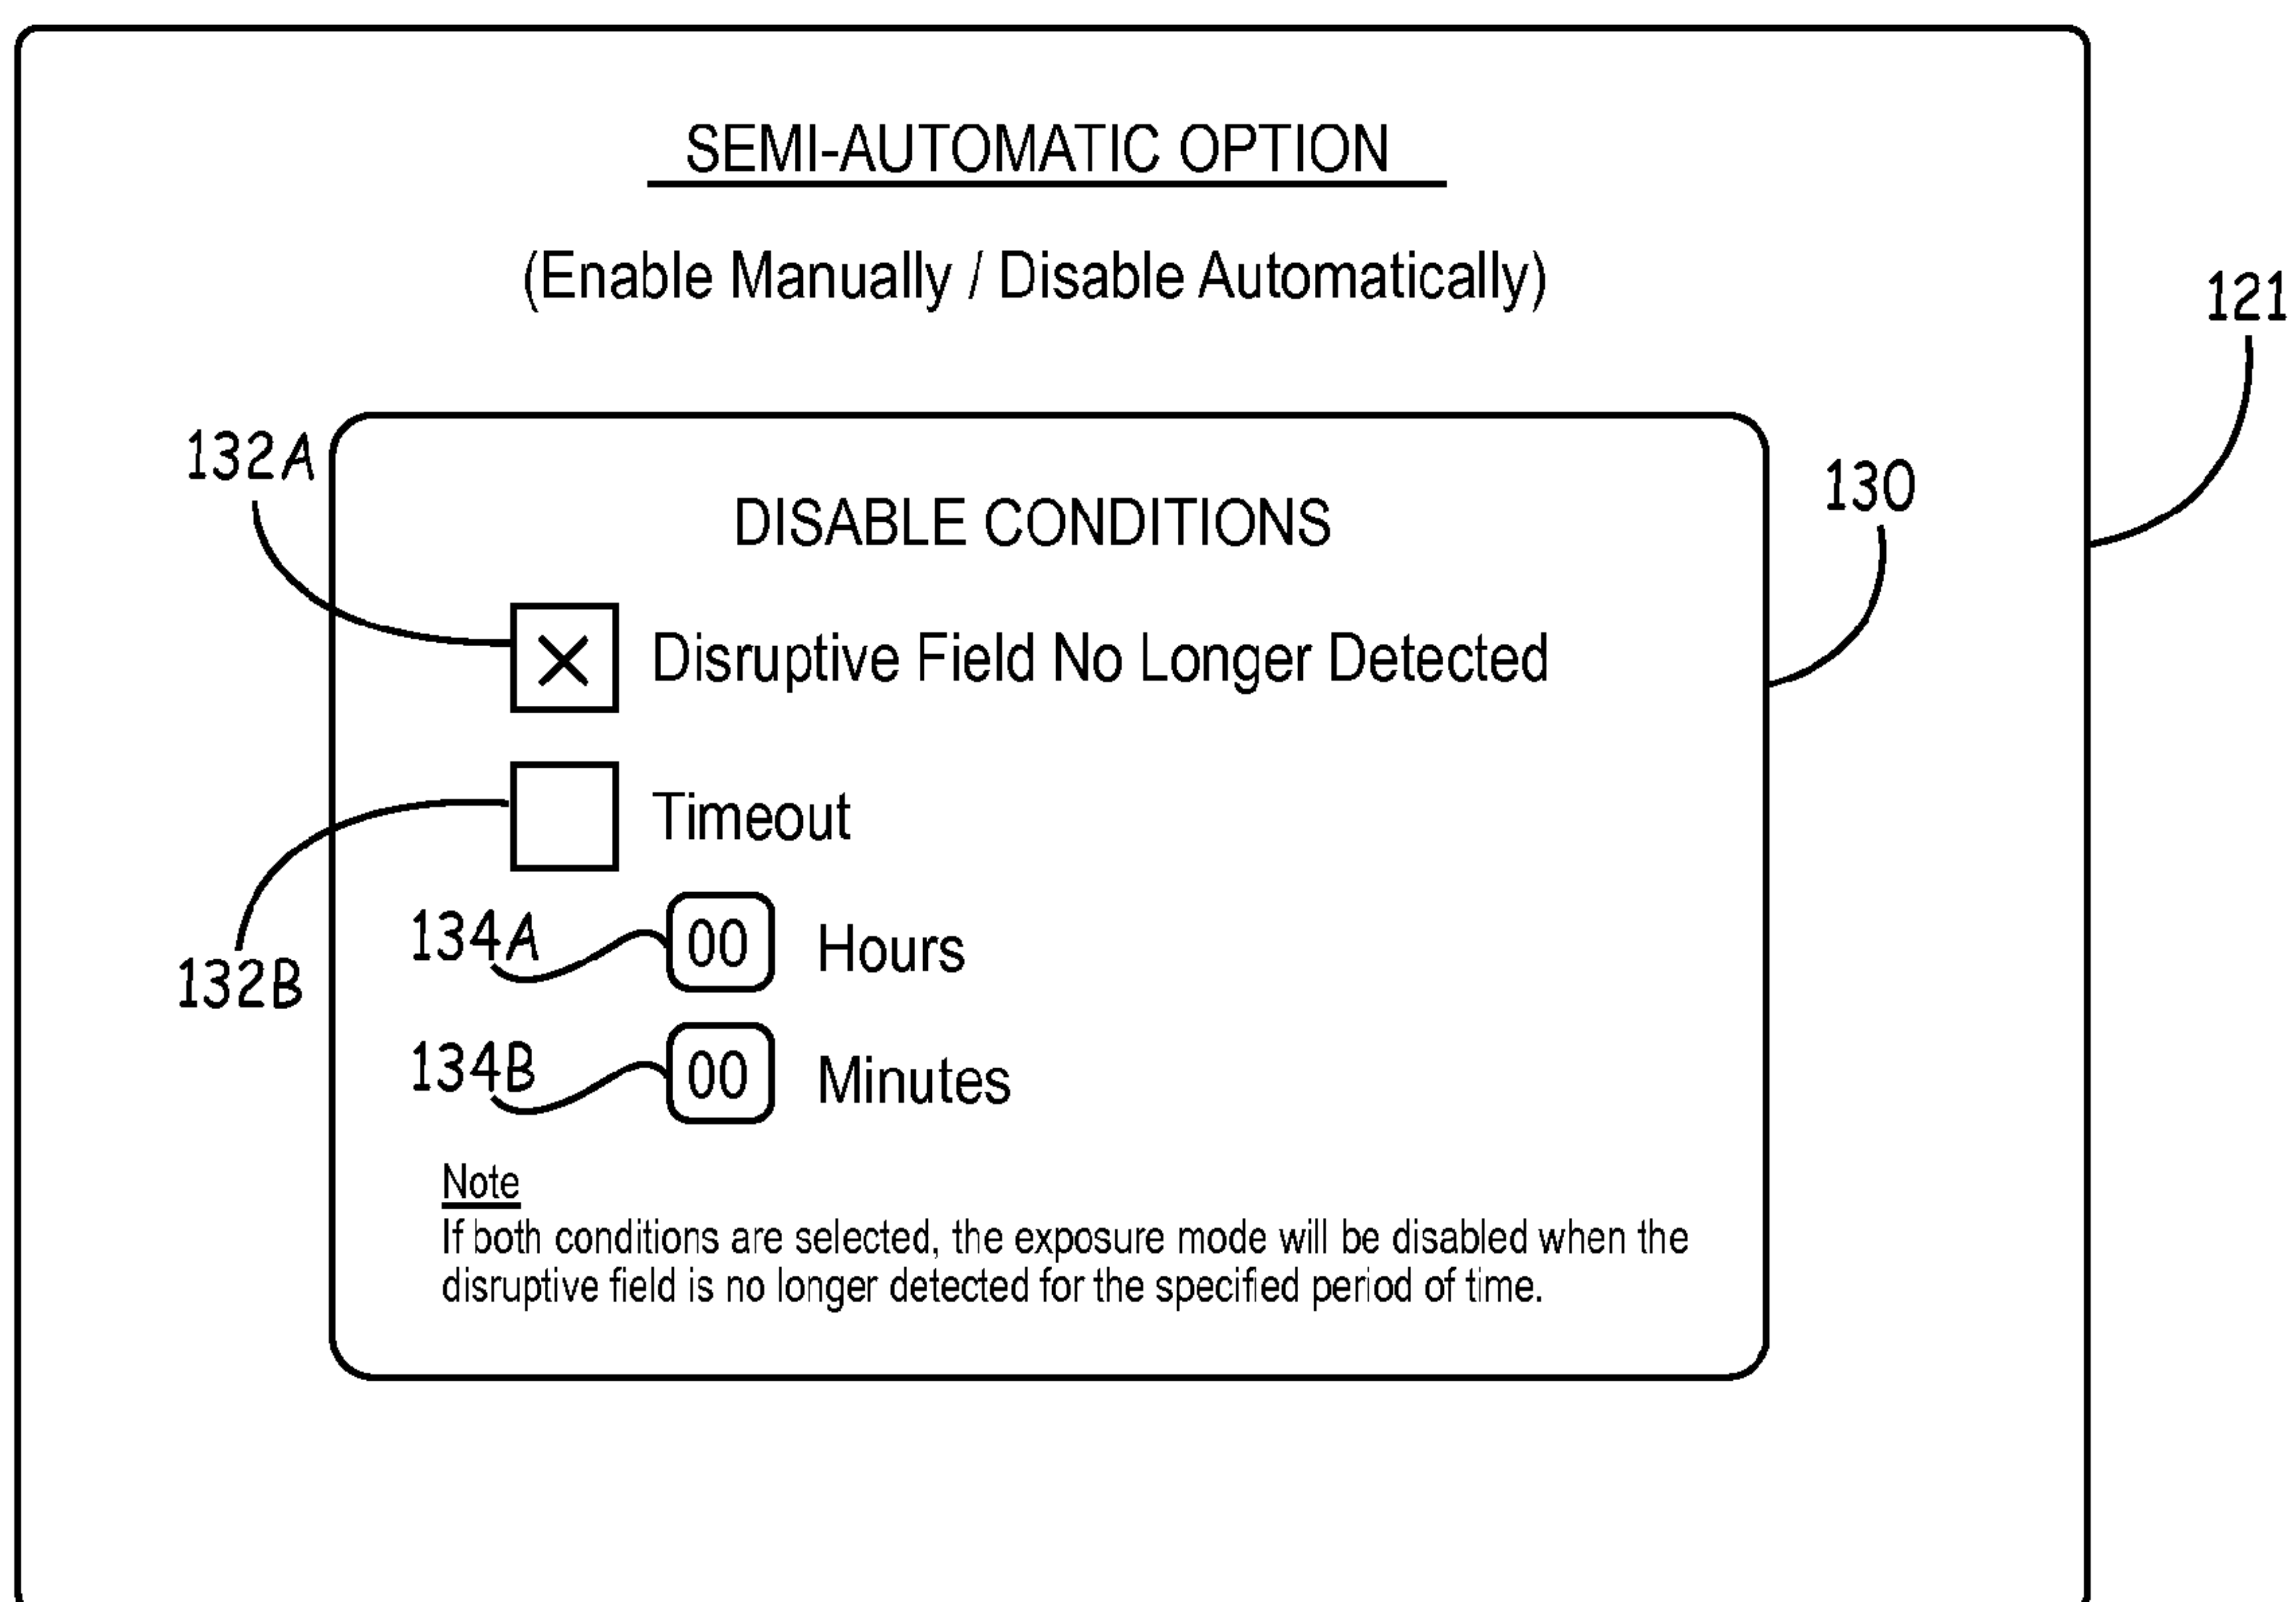 SEMI-AUTOMATIC OPTION
(Enable Manually / Disable Automatically)
121
132A
130
DISABLE CONDITIONS
X Disruptive Field No Longer Detected
Timeout
132B
134A 00 Hours
134B 00 Minutes
Note
If both conditions are selected, the exposure mode will be disabled when the
disruptive field is no longer detected for the specified period of time.